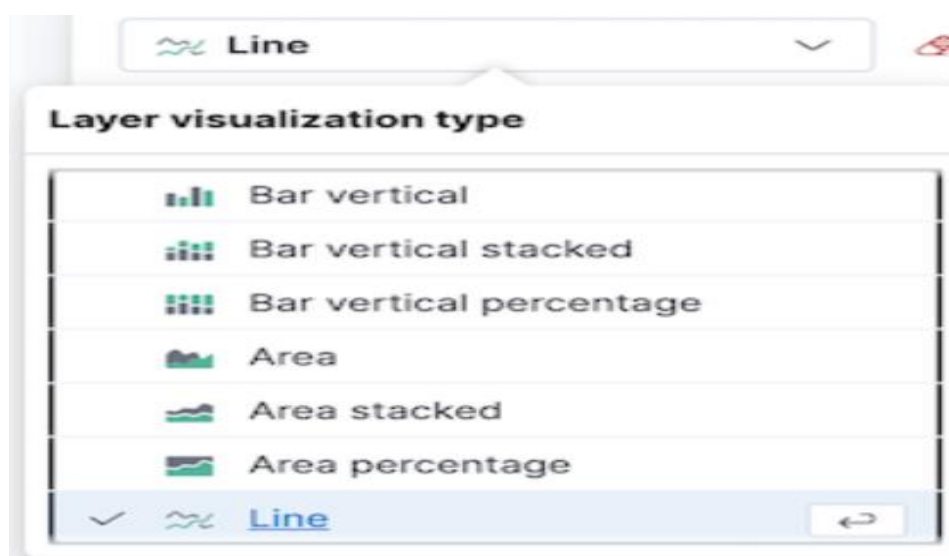 Line
Layer visualization type
Bar vertical
Bar vertical stacked
Bar vertical percentage
Area
Area stacked
Area percentage
Line